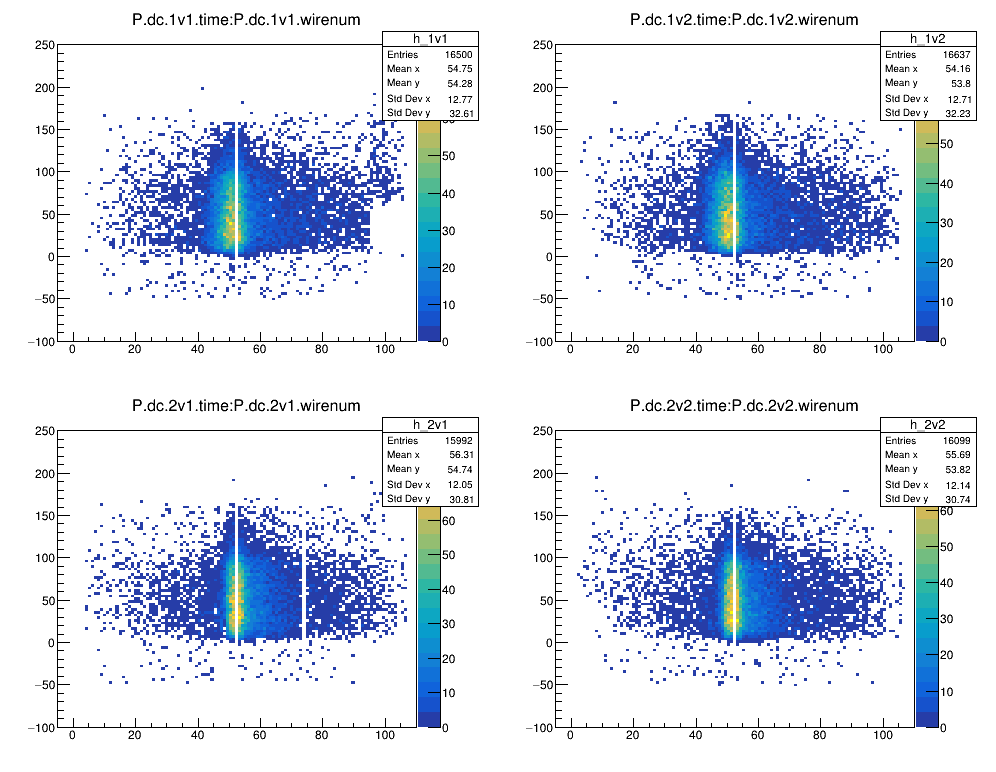 P.dc.1v1.time:P.dc.1v1.wirenum
h_1v1
Entries 16500
Mean x 54.75
Mean y 54.28
Std Dev x 12.77
Std Dev y 32.61
250
200
150
100
50
0
−50
−100
0 20 40 60 80 100
50
40
30
20
10
0
P.dc.1v2.time:P.dc.1v2.wirenum
h_1v2
Entries 16637
Mean x 54.16
Mean y 53.8
Std Dev x 12.71
Std Dev y 32.23
250
200
150
100
50
0
−50
−100
0 20 40 60 80 100
50
40
30
20
10
0
P.dc.2v1.time:P.dc.2v1.wirenum
h_2v1
Entries 15992
Mean x 56.31
Mean y 54.74
Std Dev x 12.05
Std Dev y 30.81
250
200
150
100
50
0
−50
−100
0 20 40 60 80 100
60
50
40
30
20
10
0
P.dc.2v2.time:P.dc.2v2.wirenum
h_2v2
Entries 16099
Mean x 55.69
Mean y 53.82
Std Dev x 12.14
Std Dev y 30.74
250
200
150
100
50
0
−50
−100
0 20 40 60 80 100
60
50
40
30
20
10
0